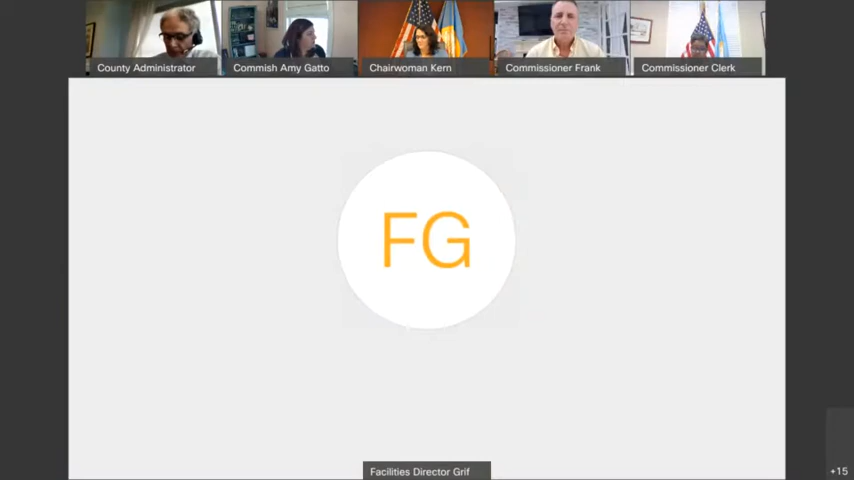 County Administrator
Commish Amy Gatto
Chairwoman Kern
Commissioner Frank
Commissioner Clerk
FG
Facilities Director Grif
+15